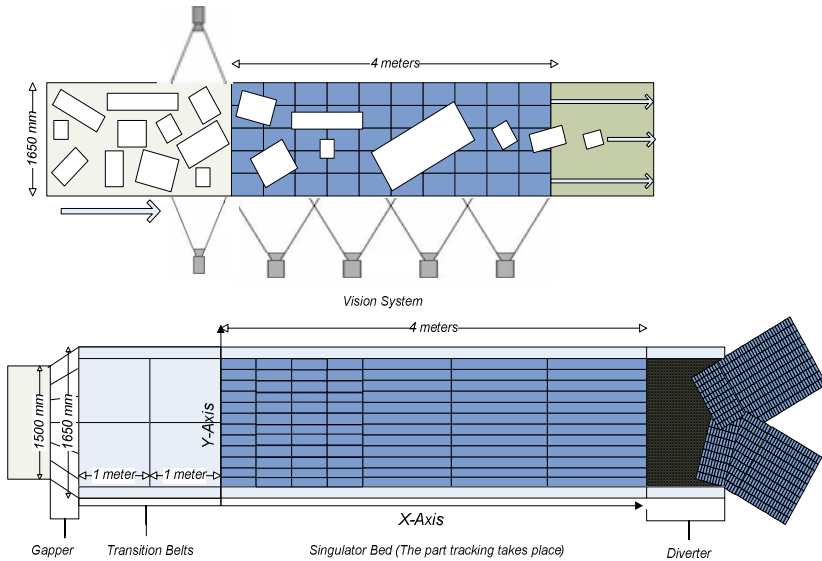 4 meters
1650 mm
Vision System
4 meters
1500 mm
1650 mm
Y-Axis
1 meter
1 meter
X-Axis
Gapper
Transition Belts
Singulator Bed (The part tracking takes place)
Diverter